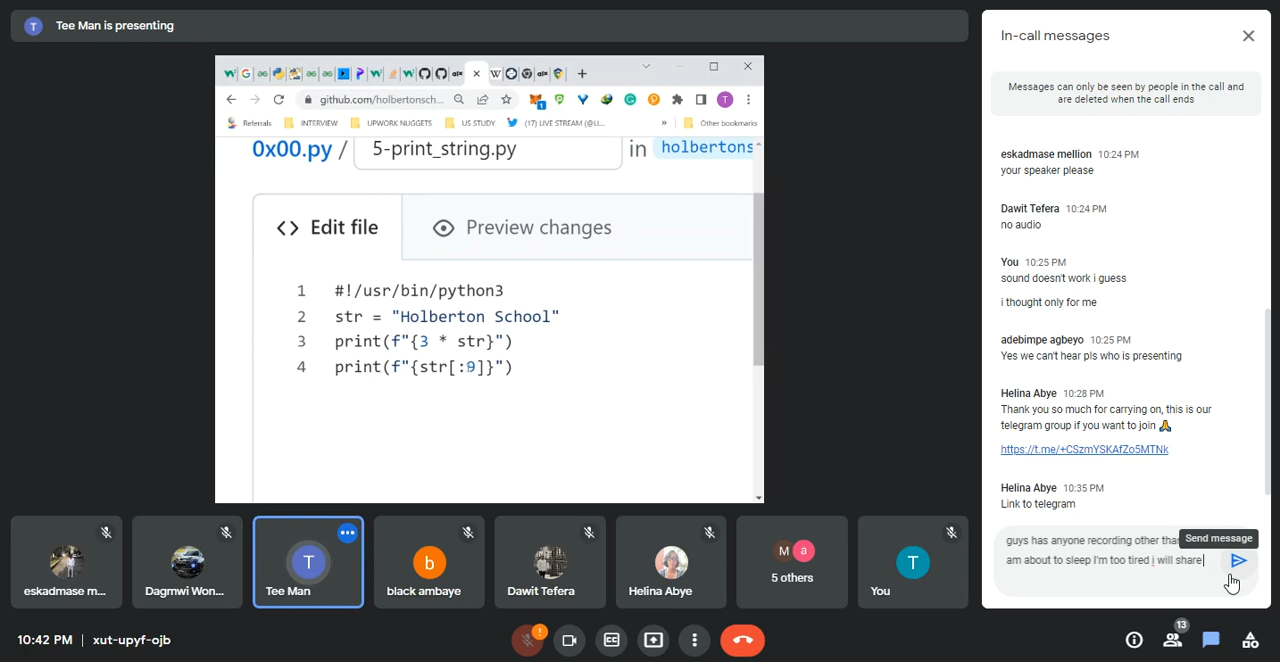 T Tee Man is presenting
github.com/holbertonsch...
Referrals INTERVIEW UPWORK NUGGETS US STUDY (17) LIVE STREAM (@LI... » Other bookmarks
0x00.py / 5-print_string.py in holbertons
<> Edit file Preview changes
1 #!/usr/bin/python3
2 str = "Holberton School"
3 print(f"{3 * str}")
4 print(f"{str[:9]}")
In-call messages
Messages can only be seen by people in the call and
are deleted when the call ends
eskadmase mellion 10:24 PM
your speaker please
Dawit Tefera 10:24 PM
no audio
You 10:25 PM
sound doesn't work i guess
i thought only for me
adebimpe agbeyo 10:25 PM
Yes we can't hear pls who is presenting
Helina Abye 10:28 PM
Thank you so much for carrying on, this is our
telegram group if you want to join 🙏
https://t.me/+CSzmYSKAfZo5MTNk
Helina Abye 10:35 PM
Link to telegram
guys has anyone recording other
Send message
am about to sleep I'm too tired i will share
eskadmase m...
Dagmwi Won...
T
Tee Man
b
black ambaye
Dawit Tefera
Helina Abye
M a
5 others
T
You
10:42 PM | xut-upyf-ojb
13